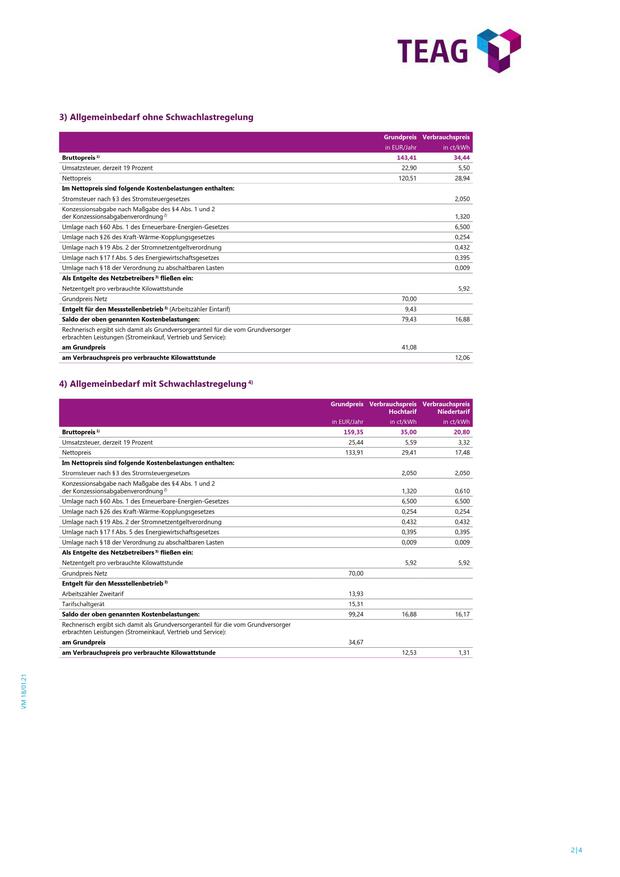 TEAG
3) Allgemeinbedarf ohne Schwachlastregelung
Grundpreis Verbrauchspreis
in EUR/Jahr in ct/kWh
Bruttopreis 1) 143,41 34,44
Umsatzsteuer, derzeit 19 Prozent 22,90 5,50
Nettopreis 120,51 28,94
Im Nettopreis sind folgende Kostenbelastungen enthalten:
Stromsteuer nach §3 des Stromsteuergesetzes 2,050
Konzessionsabgabe nach Maßgabe des §4 Abs. 1 und 2
der Konzessionsabgabenverordnung 2) 1,320
Umlage nach §60 Abs. 1 des Erneuerbare-Energien-Gesetzes 6,500
Umlage nach §26 des Kraft-Wärme-Kopplungsgesetzes 0,254
Umlage nach §19 Abs. 2 der Stromnetzentgeltverordnung 0,432
Umlage nach §17 f Abs. 5 des Energiewirtschaftsgesetzes 0,395
Umlage nach §18 der Verordnung zu abschaltbaren Lasten 0,009
Als Entgelte des Netzbetreibers 3) fließen ein:
Netzentgelt pro verbrauchte Kilowattstunde 5,92
Grundpreis Netz 70,00
Entgelt für den Messstellenbetrieb 3) (Arbeitszähler Eintarif) 9,43
Saldo der oben genannten Kostenbelastungen: 79,43 16,88
Rechnerisch ergibt sich damit als Grundversorgeranteil für die vom Grundversorger
erbrachten Leistungen (Stromeinkauf, Vertrieb und Service):
am Grundpreis 41,08
am Verbrauchspreis pro verbrauchte Kilowattstunde 12,06
4) Allgemeinbedarf mit Schwachlastregelung 4)
Grundpreis Verbrauchspreis Verbrauchspreis
Hochtarif Niedertarif
in EUR/Jahr in ct/kWh in ct/kWh
Bruttopreis 1) 159,35 35,00 20,80
Umsatzsteuer, derzeit 19 Prozent 25,44 5,59 3,32
Nettopreis 133,91 29,41 17,48
Im Nettopreis sind folgende Kostenbelastungen enthalten:
Stromsteuer nach §3 des Stromsteuergesetzes 2,050 2,050
Konzessionsabgabe nach Maßgabe des §4 Abs. 1 und 2
der Konzessionsabgabenverordnung 2) 1,320 0,610
Umlage nach §60 Abs. 1 des Erneuerbare-Energien-Gesetzes 6,500 6,500
Umlage nach §26 des Kraft-Wärme-Kopplungsgesetzes 0,254 0,254
Umlage nach §19 Abs. 2 der Stromnetzentgeltverordnung 0,432 0,432
Umlage nach §17 f Abs. 5 des Energiewirtschaftsgesetzes 0,395 0,395
Umlage nach §18 der Verordnung zu abschaltbaren Lasten 0,009 0,009
Als Entgelte des Netzbetreibers 3) fließen ein:
Netzentgelt pro verbrauchte Kilowattstunde 5,92 5,92
Grundpreis Netz 70,00
Entgelt für den Messstellenbetrieb 3)
Arbeitszähler Zweitarif 13,93
Tarifschaltgerät 15,31
Saldo der oben genannten Kostenbelastungen: 99,24 16,88 16,17
Rechnerisch ergibt sich damit als Grundversorgeranteil für die vom Grundversorger
erbrachten Leistungen (Stromeinkauf, Vertrieb und Service):
am Grundpreis 34,67
am Verbrauchspreis pro verbrauchte Kilowattstunde 12,53 1,31
VM 18/01.21
2|4